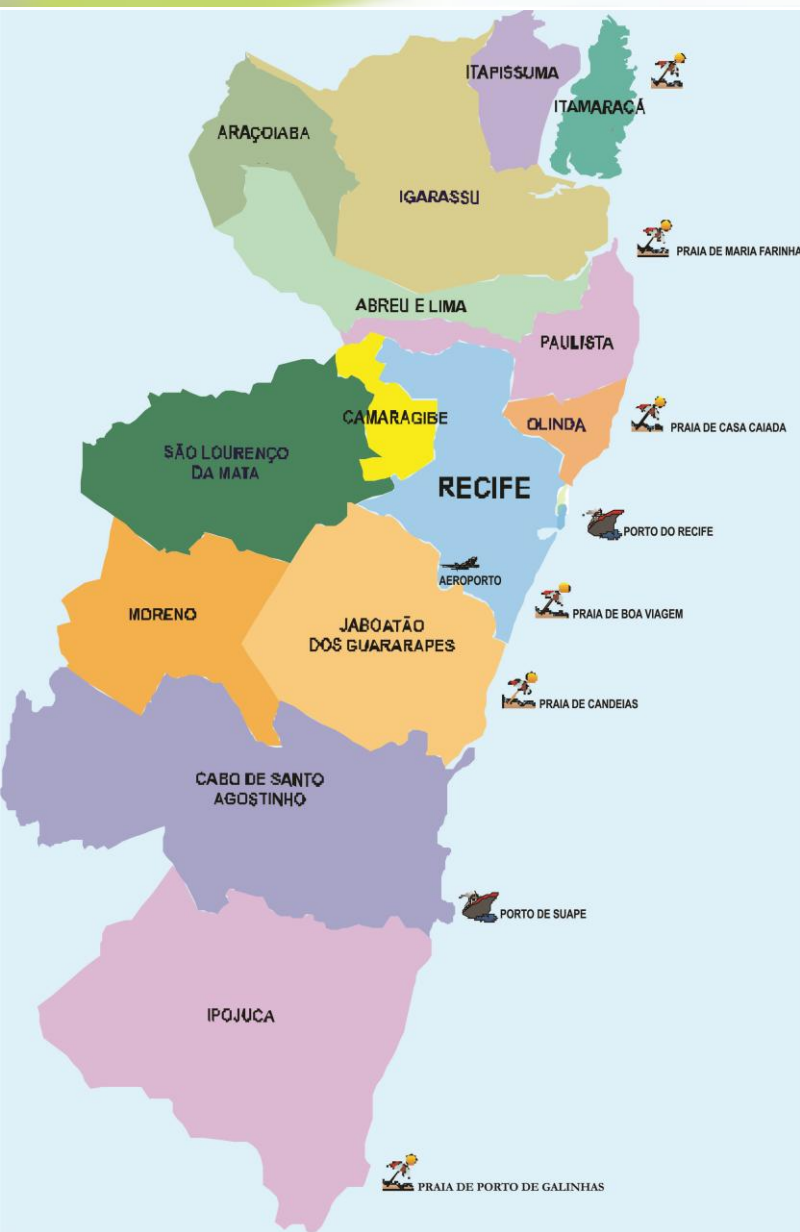 ITAPISSUMA
ITAMARACÁ
ARAÇOIABA
IGARASSU
PRAIA DE MARIA FARINHA
ABREU E LIMA
PAULISTA
CAMARAGIBE
OLINDA
PRAIA DE CASA CAIADA
SÃO LOURENÇO
DA MATA
RECIFE
PORTO DO RECIFE
AEROPORTO
MORENO
JABOATÃO
DOS GUARARAPES
PRAIA DE BOA VIAGEM
PRAIA DE CANDEIAS
CABO DE SANTO
AGOSTINHO
PORTO DE SUAPE
IPOJUCA
PRAIA DE PORTO DE GALINHAS